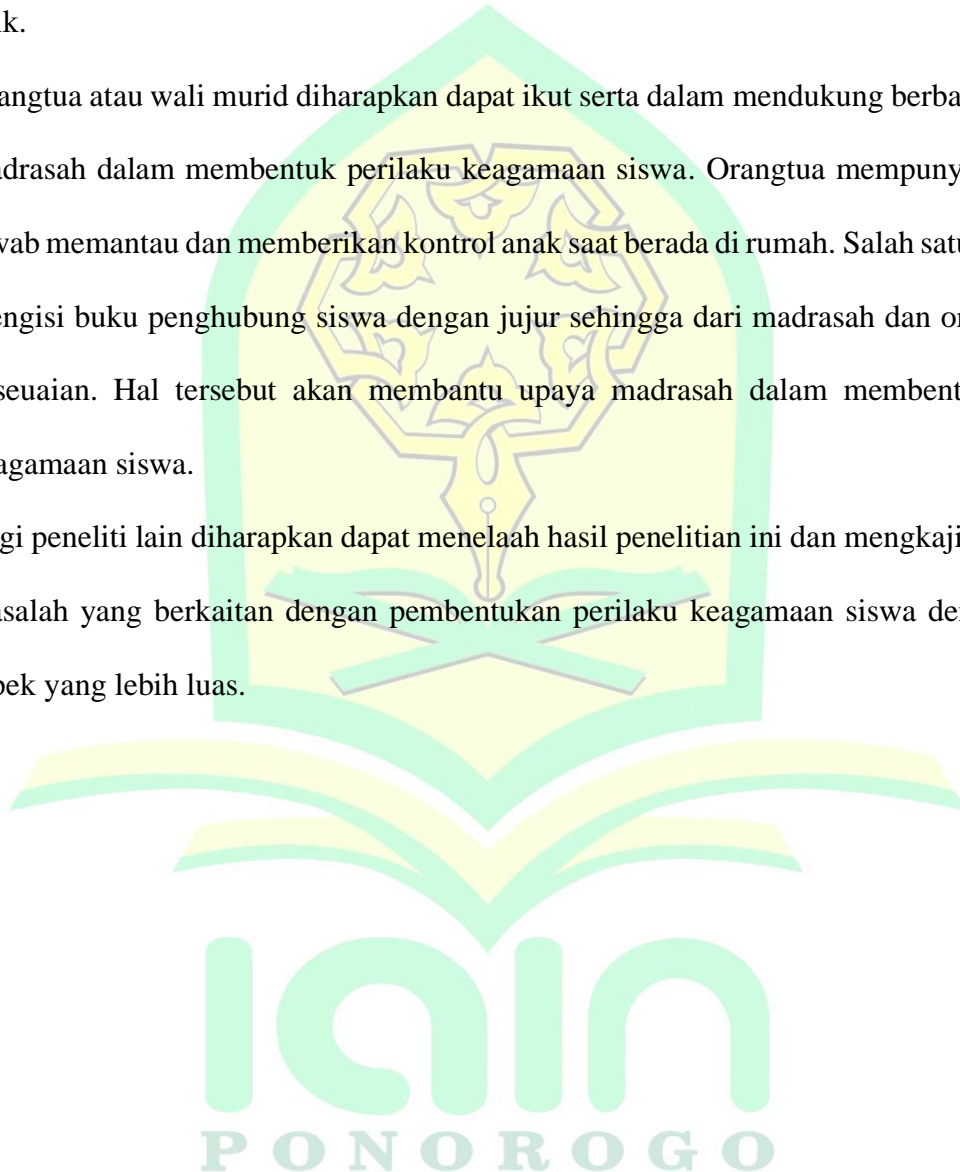 ik.
angtua atau wali murid diharapkan dapat ikut serta dalam mendukung berba
adrasah dalam membentuk perilaku keagamaan siswa. Orangtua mempuny
wab memantau dan memberikan kontrol anak saat berada di rumah. Salah satu
engisi buku penghubung siswa dengan jujur sehingga dari madrasah dan or
seuaian. Hal tersebut akan membantu upaya madrasah dalam membent
agamaan siswa.
gi peneliti lain diharapkan dapat menelaah hasil penelitian ini dan mengkaji
asalah yang berkaitan dengan pembentukan perilaku keagamaan siswa de
pek yang lebih luas.
iain
PONOROGO